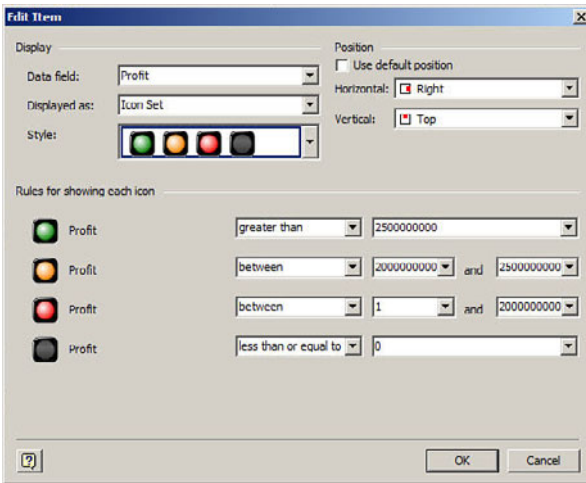 Edit Item
Display
Position
Data field: Profit
Use default position
Displayed as: Icon Set
Horizontal: Right
Style:
Vertical: Top
Rules for showing each icon
Profit greater than 2500000000
Profit between 2000000000 and 2500000000
Profit between 1 and 2000000000
Profit less than or equal to 0
OK Cancel